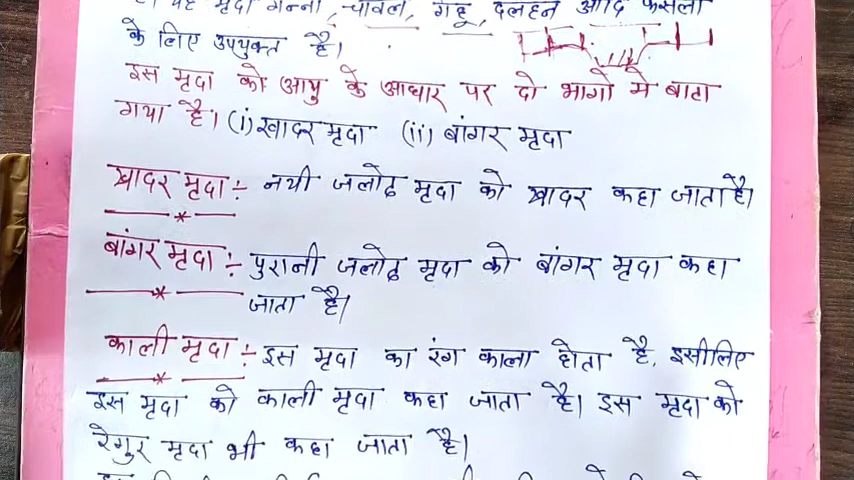 है। यह मृदा गन्ना, चावल, गेहू, दलहन आदि फसलो
के लिए उपयुक्त है।
इस मृदा को आयु के आधार पर दो भागो मे बाटा
गया है। (i) खादर मृदा (ii) बांगर मृदा
खादर मृदा :- नयी जलोढ़ मृदा को खादर कहा जाता है।
बांगर मृदा :- पुरानी जलोढ़ मृदा को बांगर मृदा कहा
जाता है।
काली मृदा :- इस मृदा का रंग काला होता है, इसीलिए
इस मृदा को काली मृदा कहा जाता है। इस मृदा को
रेगुर मृदा भी कहा जाता है।